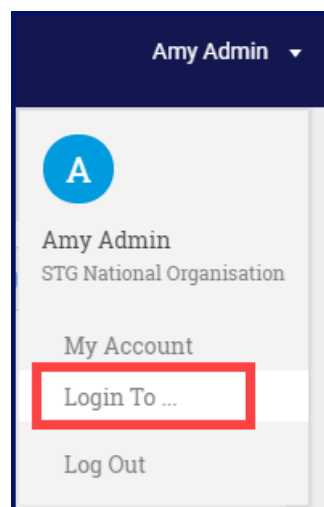 Amy Admin
A
Amy Admin
STG National Organisation
My Account
Login To ...
Log Out